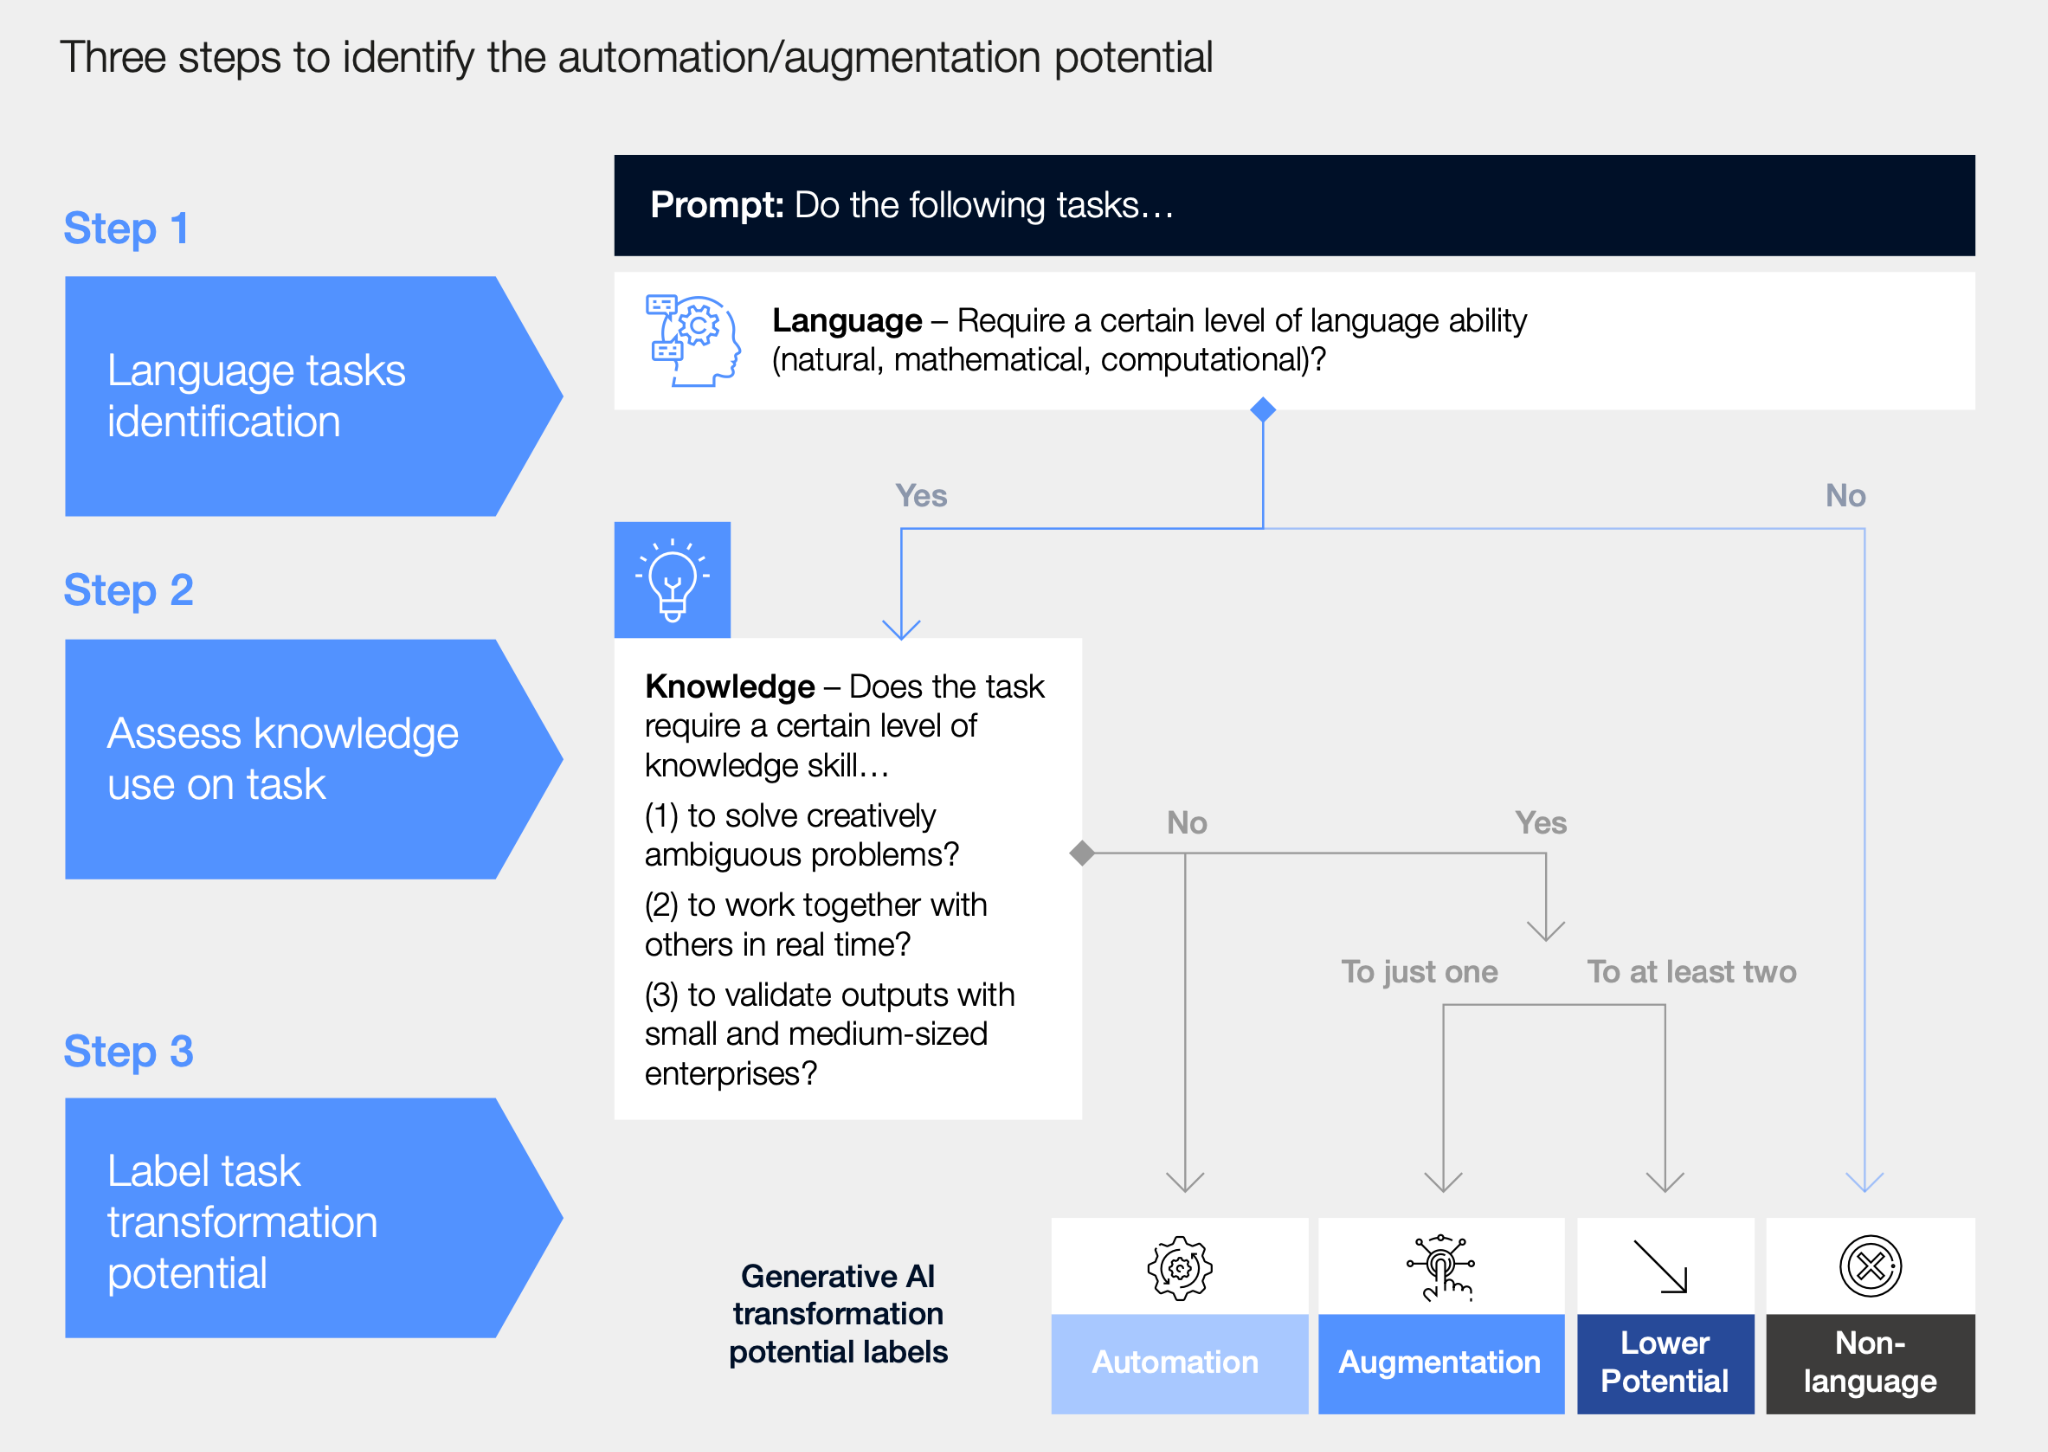 Three steps to identify the automation/augmentation potential
Step 1
Language tasks
identification
Prompt: Do the following tasks…
Language – Require a certain level of language ability
(natural, mathematical, computational)?
Yes
No
Step 2
Assess knowledge
use on task
Knowledge – Does the task
require a certain level of
knowledge skill…
(1) to solve creatively
ambiguous problems?
(2) to work together with
others in real time?
(3) to validate outputs with
small and medium-sized
enterprises?
No
Yes
To just one
To at least two
Step 3
Label task
transformation
potential
Generative AI
transformation
potential labels
Automation
Augmentation
Lower
Potential
Non-
language